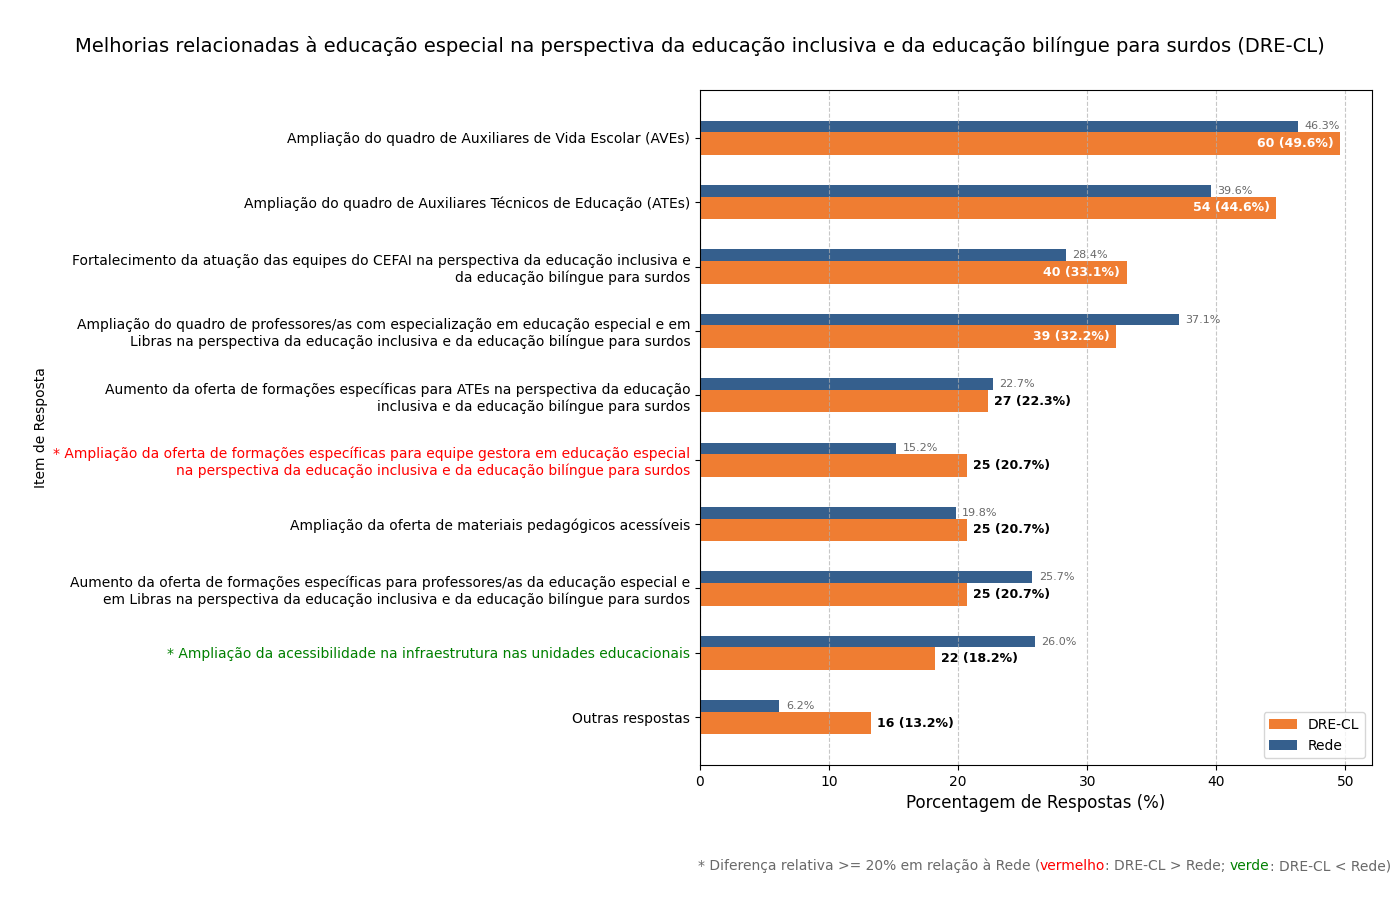 Melhorias relacionadas à educação especial na perspectiva da educação inclusiva e da educação bilíngue para surdos (DRE-CL)
Item de Resposta
Ampliação do quadro de Auxiliares de Vida Escolar (AVEs)
46.3%
60 (49.6%)
Ampliação do quadro de Auxiliares Técnicos de Educação (ATEs)
39.6%
54 (44.6%)
Fortalecimento da atuação das equipes do CEFAI na perspectiva da educação inclusiva e
da educação bilíngue para surdos
28.4%
40 (33.1%)
Ampliação do quadro de professores/as com especialização em educação especial e em
Libras na perspectiva da educação inclusiva e da educação bilíngue para surdos
37.1%
39 (32.2%)
Aumento da oferta de formações específicas para ATEs na perspectiva da educação
inclusiva e da educação bilíngue para surdos
22.7%
27 (22.3%)
* Ampliação da oferta de formações específicas para equipe gestora em educação especial
na perspectiva da educação inclusiva e da educação bilíngue para surdos
15.2%
25 (20.7%)
Ampliação da oferta de materiais pedagógicos acessíveis
19.8%
25 (20.7%)
Aumento da oferta de formações específicas para professores/as da educação especial e
em Libras na perspectiva da educação inclusiva e da educação bilíngue para surdos
25.7%
25 (20.7%)
* Ampliação da acessibilidade na infraestrutura nas unidades educacionais
26.0%
22 (18.2%)
Outras respostas
6.2%
16 (13.2%)
DRE-CL
Rede
0 10 20 30 40 50
Porcentagem de Respostas (%)
* Diferença relativa >= 20% em relação à Rede (vermelho: DRE-CL > Rede; verde: DRE-CL < Rede)